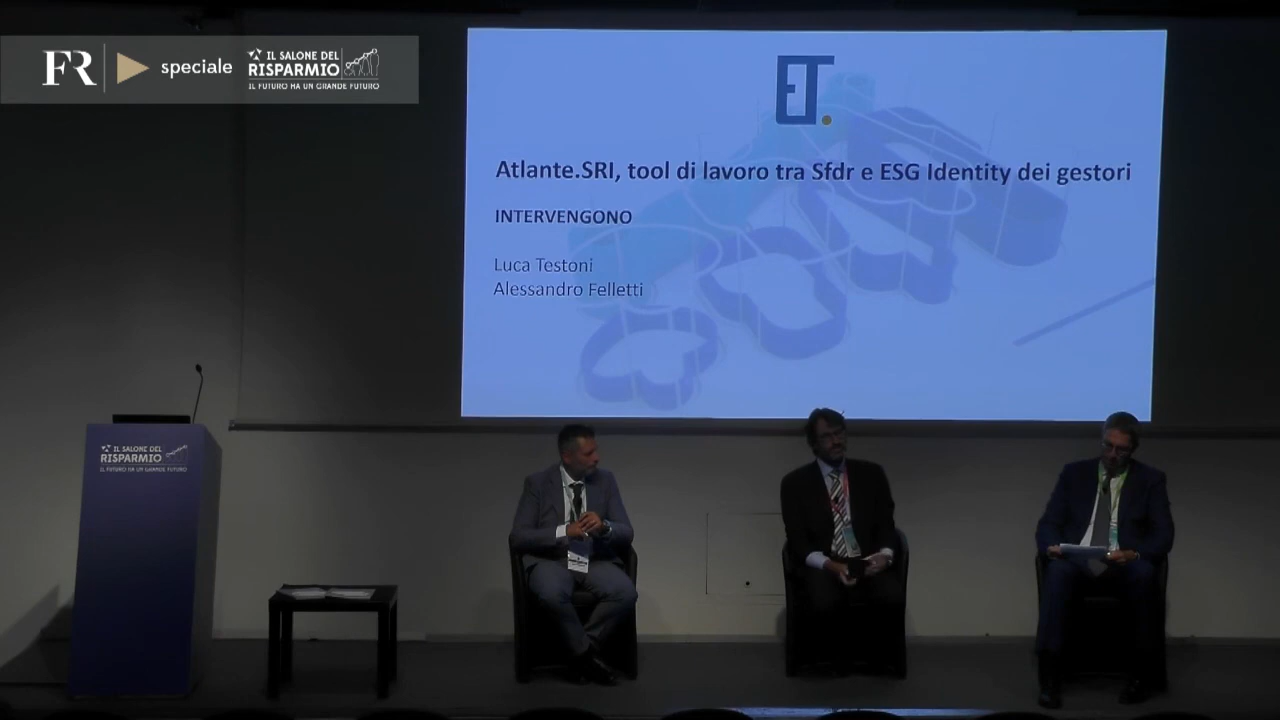 FR speciale IL SALONE DEL
RISPARMIO
IL FUTURO HA UN GRANDE FUTURO
ET.
Atlante.SRI, tool di lavoro tra Sfdr e ESG Identity dei gestori
INTERVENGONO
Luca Testoni
Alessandro Felletti
IL SALONE DEL
RISPARMIO
IL FUTURO HA UN GRANDE FUTURO